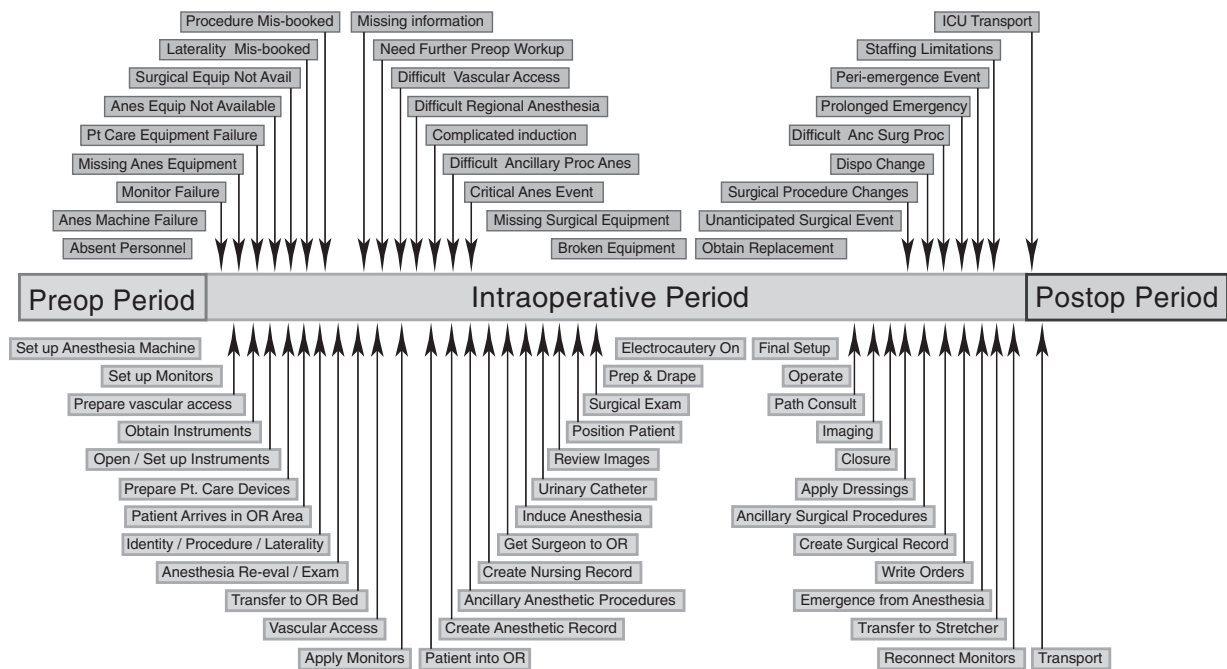 Procedure Mis-booked
Missing information
ICU Transport
Laterality Mis-booked
Need Further Preop Workup
Staffing Limitations
Surgical Equip Not Avail
Difficult Vascular Access
Peri-emergence Event
Anes Equip Not Available
Difficult Regional Anesthesia
Prolonged Emergency
Pt Care Equipment Failure
Complicated induction
Difficult Anc Surg Proc
Missing Anes Equipment
Difficult Ancillary Proc Anes
Dispo Change
Monitor Failure
Critical Anes Event
Surgical Procedure Changes
Anes Machine Failure
Missing Surgical Equipment
Unanticipated Surgical Event
Absent Personnel
Broken Equipment
Obtain Replacement
Preop Period
Intraoperative Period
Postop Period
Set up Anesthesia Machine
Electrocautery On
Final Setup
Set up Monitors
Prep & Drape
Operate
Prepare vascular access
Surgical Exam
Path Consult
Obtain Instruments
Position Patient
Imaging
Open / Set up Instruments
Review Images
Closure
Prepare Pt. Care Devices
Urinary Catheter
Apply Dressings
Patient Arrives in OR Area
Induce Anesthesia
Ancillary Surgical Procedures
Identity / Procedure / Laterality
Get Surgeon to OR
Create Surgical Record
Anesthesia Re-eval / Exam
Create Nursing Record
Write Orders
Transfer to OR Bed
Ancillary Anesthetic Procedures
Emergence from Anesthesia
Vascular Access
Create Anesthetic Record
Transfer to Stretcher
Apply Monitors
Patient into OR
Reconnect Monitors
Transport